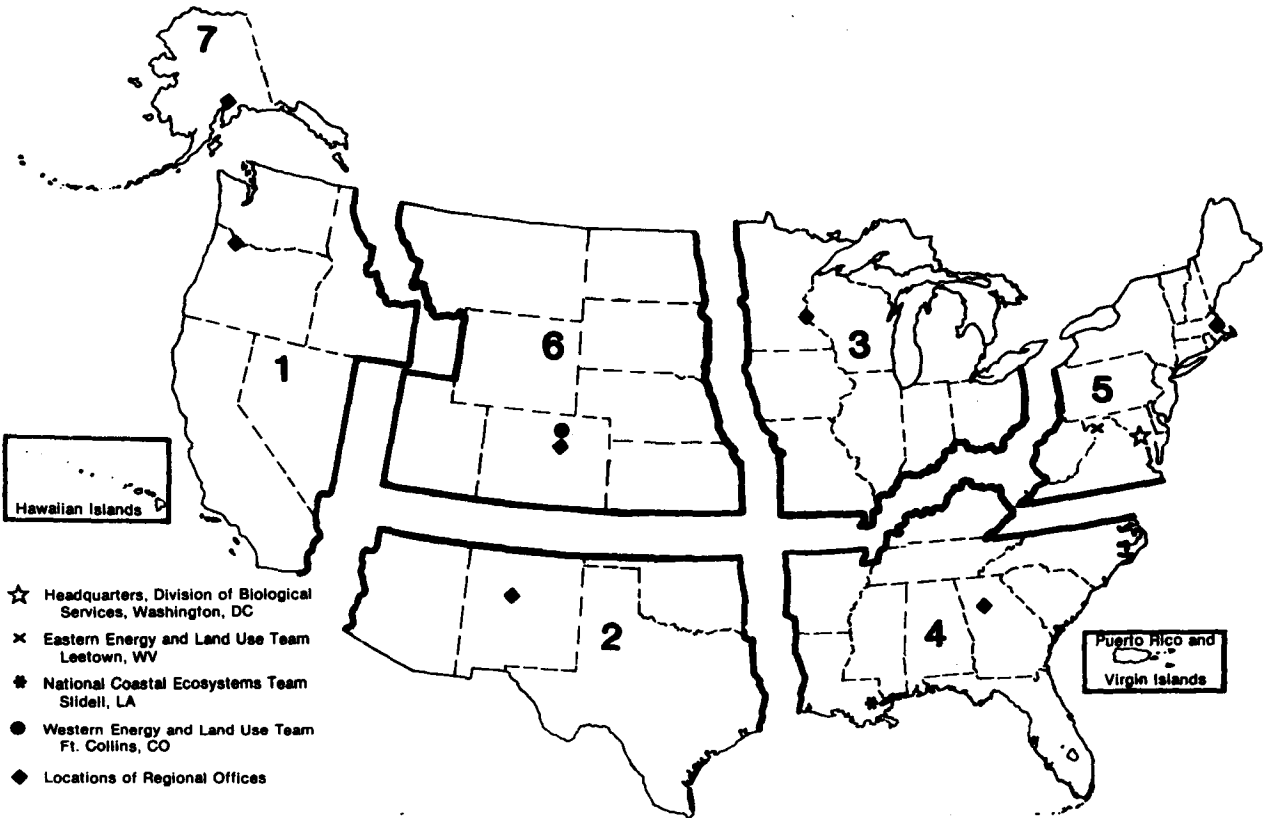 7
6
3
1
5
Hawaiian Islands
2
4
Puerto Rico and
Virgin Islands
Headquarters, Division of Biological
Services, Washington, DC
Eastern Energy and Land Use Team
Leetown, WV
National Coastal Ecosystems Team
Slidell, LA
Western Energy and Land Use Team
Ft. Collins, CO
Locations of Regional Offices